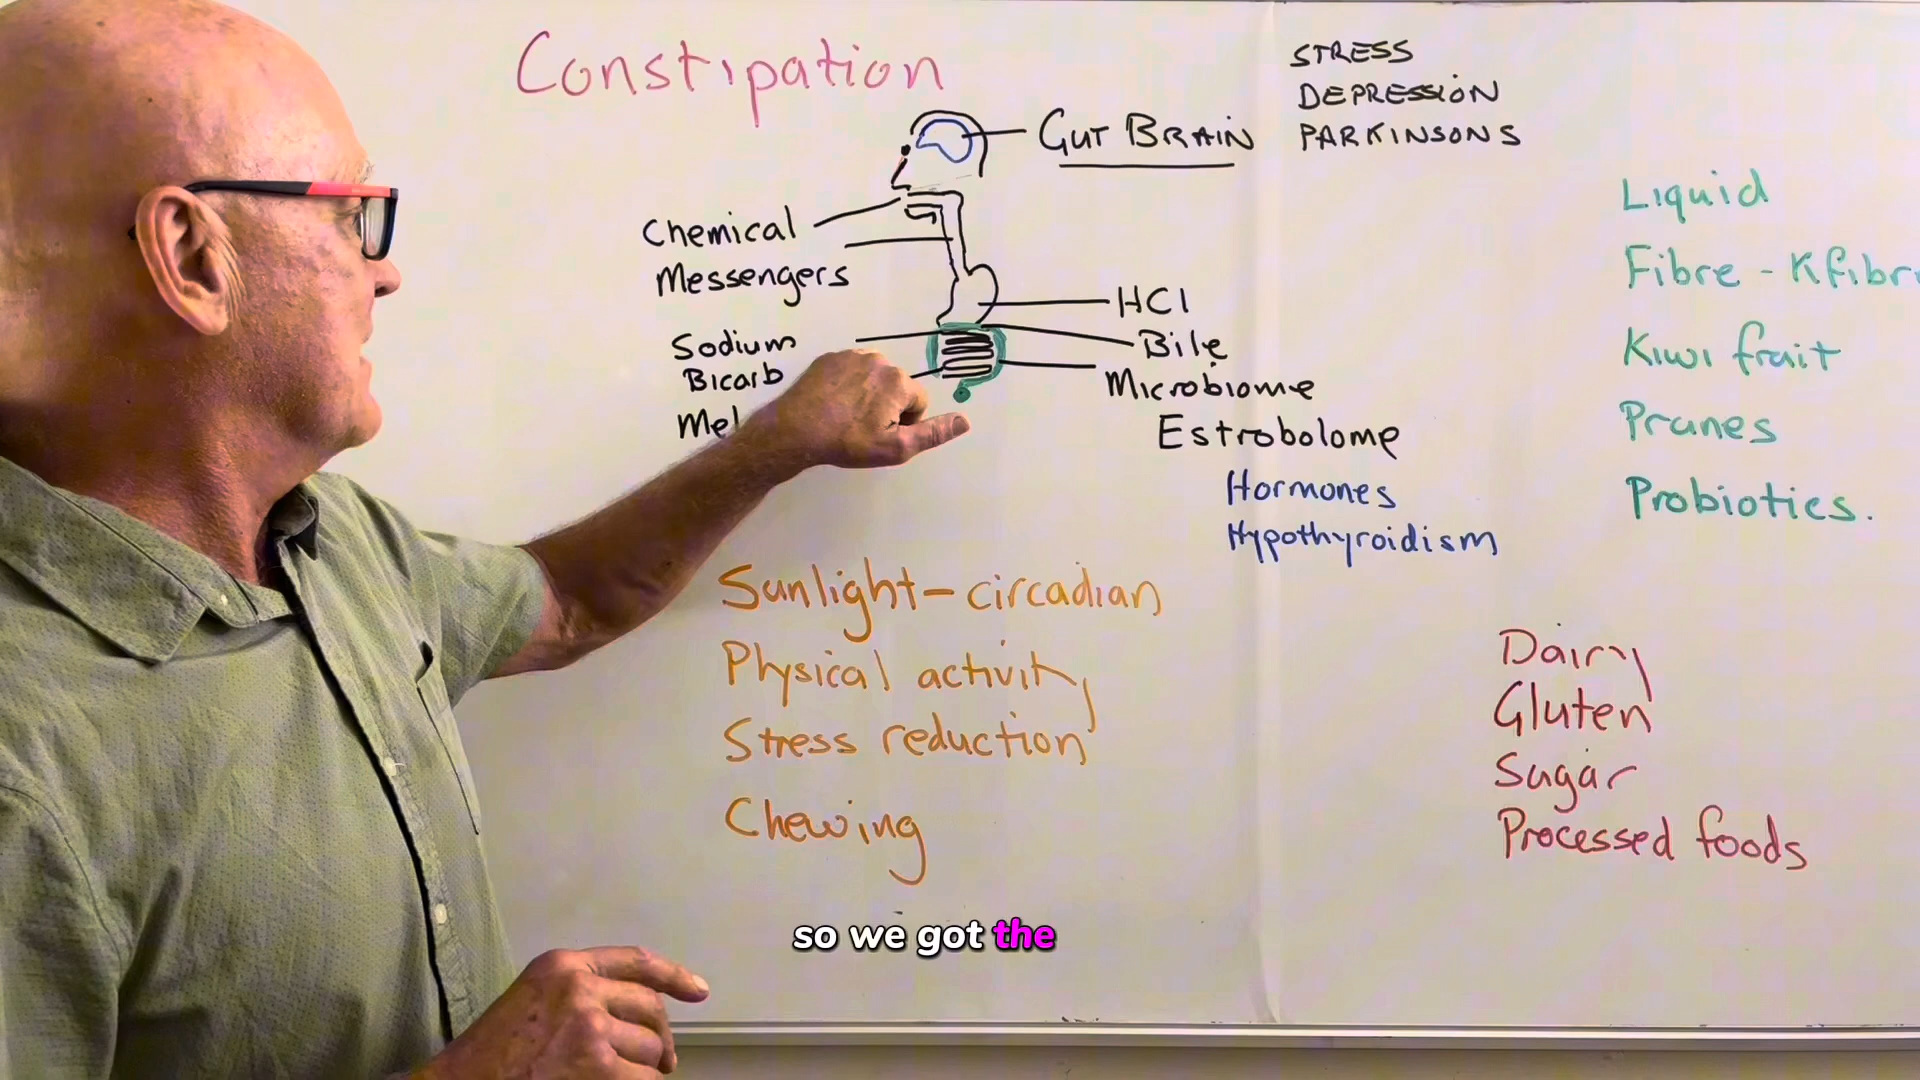 Constipation
STRESS
DEPRESSION
PARKINSONS
GUT BRAIN
Chemical
Messengers
HCl
Sodium
Bicarb
Mel
Bile
Microbiome
Estrobolome
Hormones
Hypothyroidism
Liquid
Fibre - Kfibre
Kiwi fruit
Prunes
Probiotics.
Sunlight - circadian
Physical activity
Stress reduction
Chewing
Dairy
Gluten
Sugar
Processed foods
so we got the